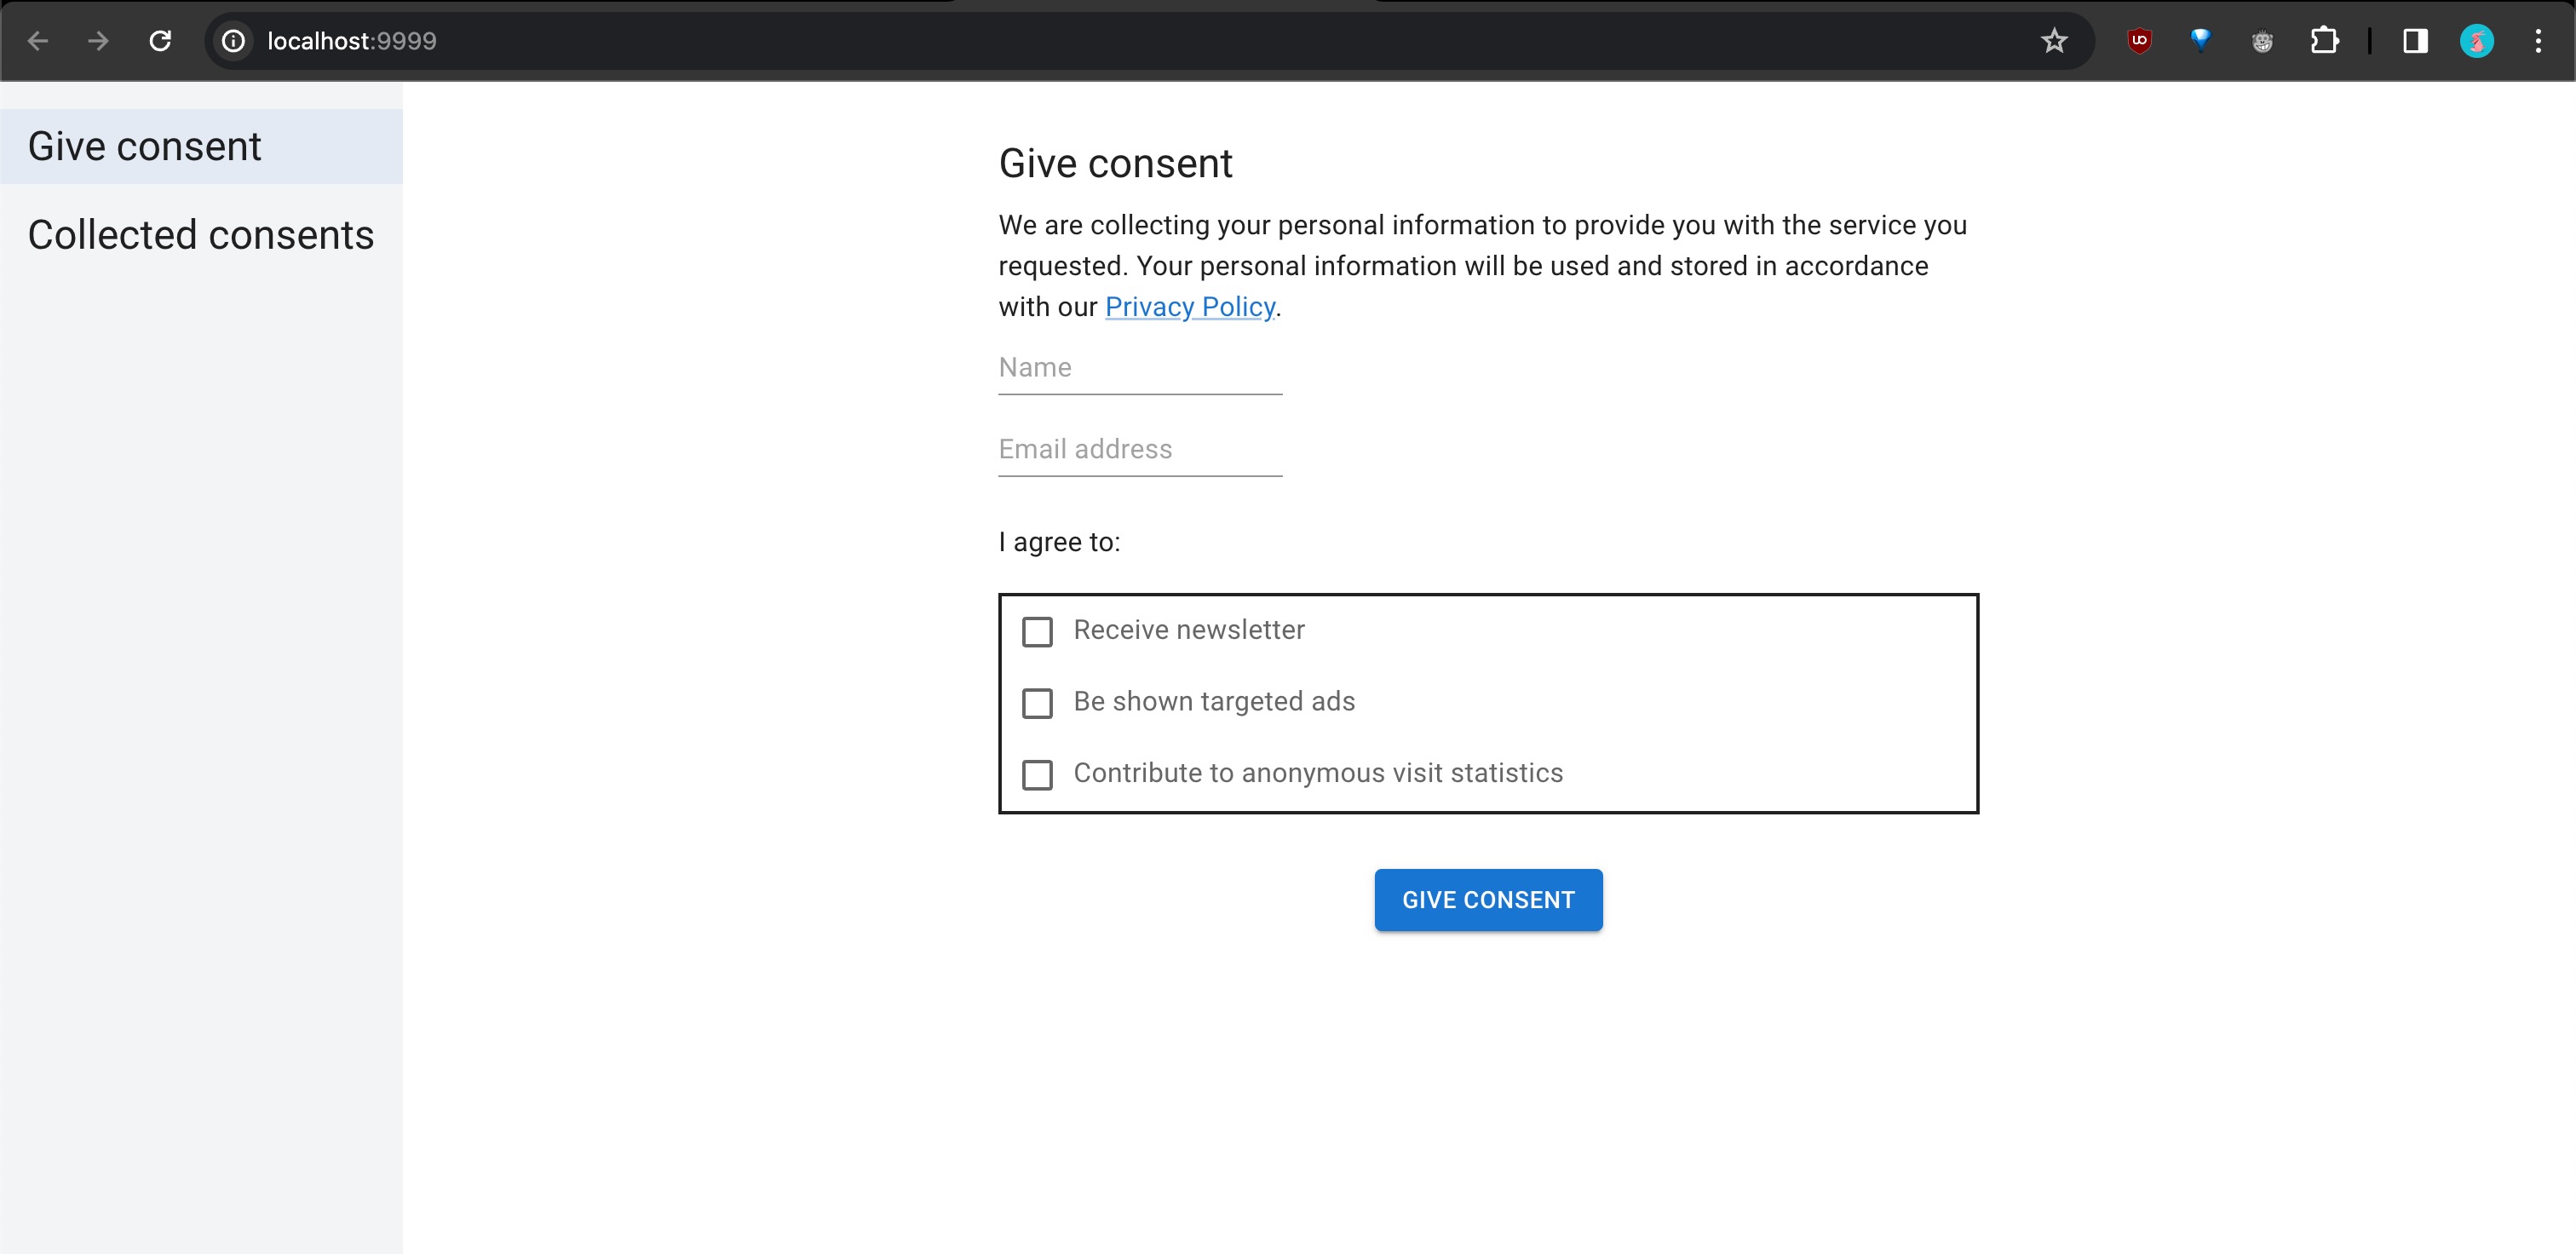 localhost:9999
Give consent
Collected consents
Give consent
We are collecting your personal information to provide you with the service you
requested. Your personal information will be used and stored in accordance
with our Privacy Policy.
Name
Email address
I agree to:
Receive newsletter
Be shown targeted ads
Contribute to anonymous visit statistics
GIVE CONSENT